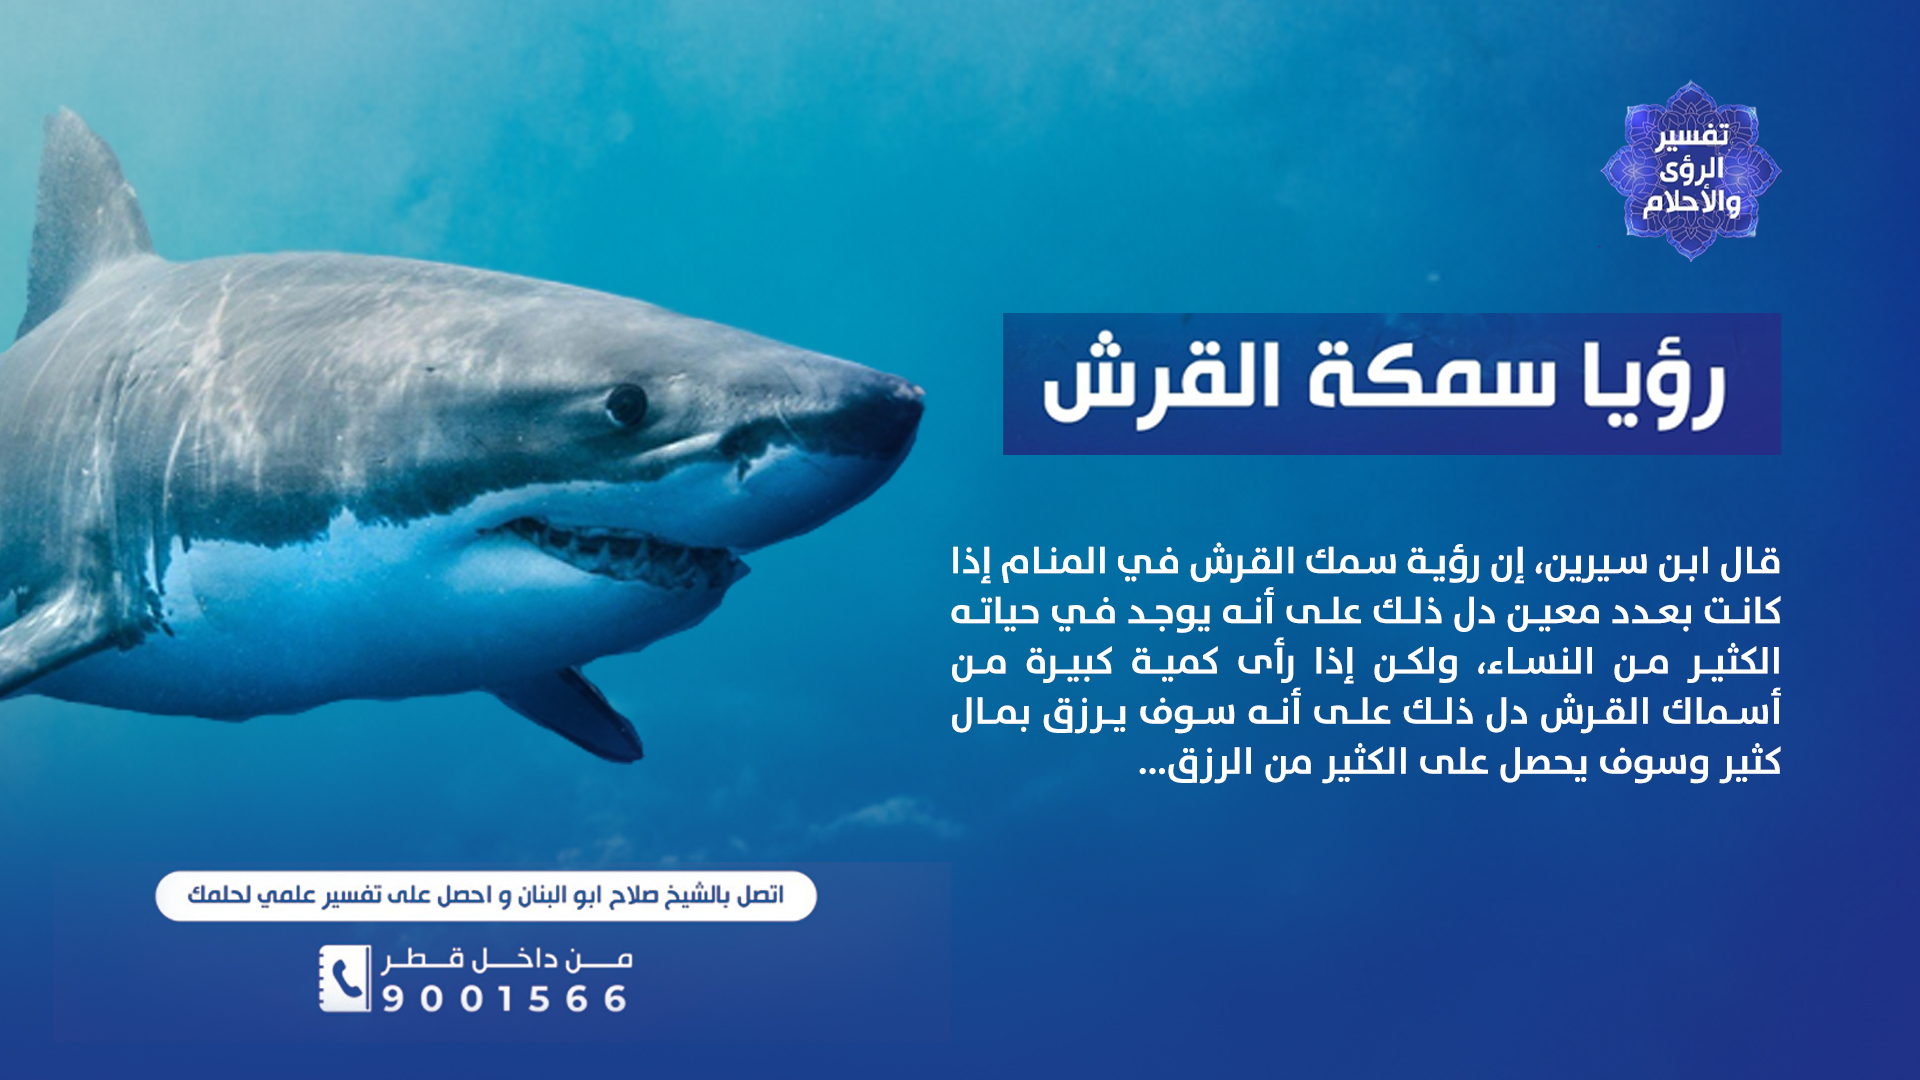 تفسير
الرؤى
والأحلام
رؤيا سمكة القرش
قال ابن سيرين، إن رؤية سمك القرش في المنام إذا
كانت بعدد معين دل ذلك على أنه يوجد في حياته
الكثير من النساء، ولكن إذا رأى كمية كبيرة من
أسماك القرش دل ذلك على أنه سوف يرزق بمال
كثير وسوف يحصل على الكثير من الرزق...
اتصل بالشيخ صلاح ابو البنان و احصل على تفسير علمي لحلمك
من داخل قطر
9001566